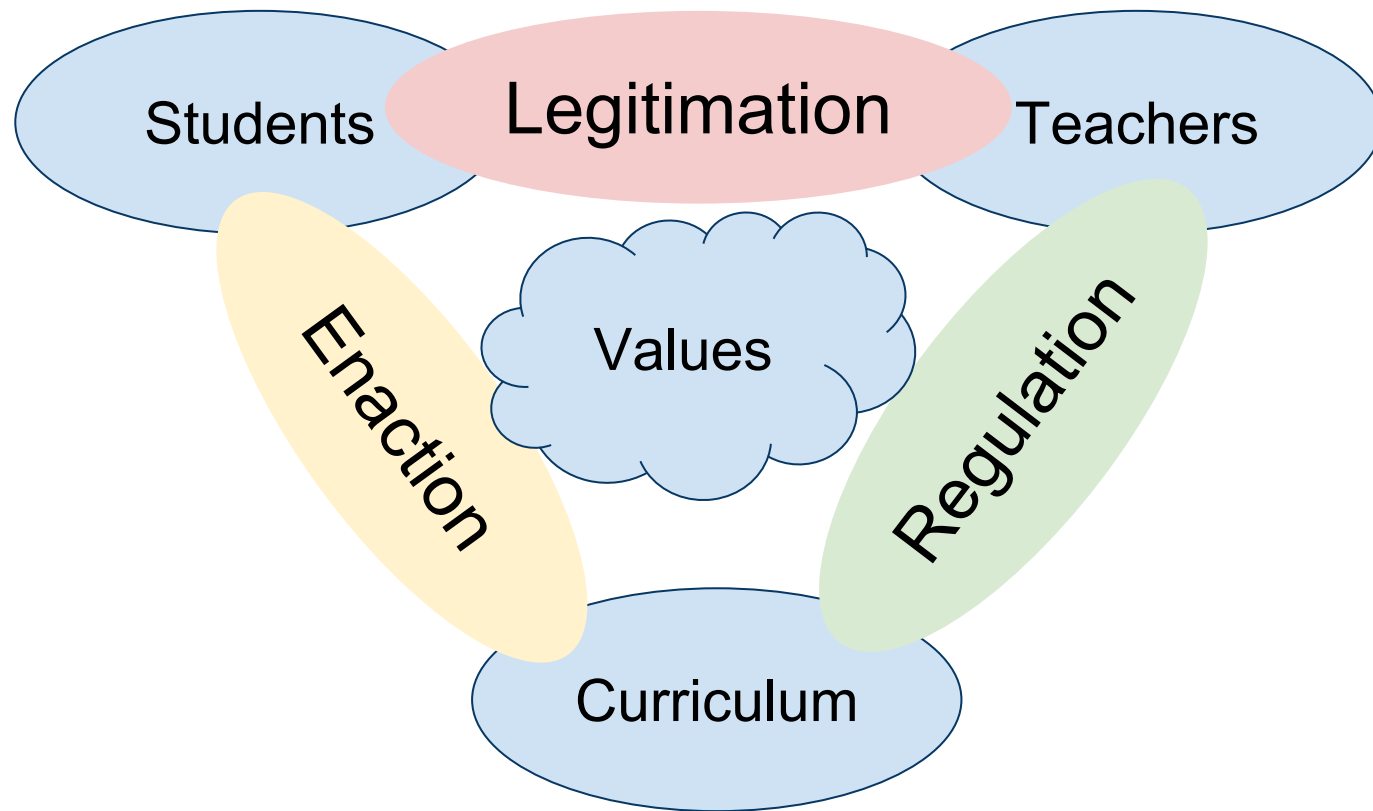 Students
Legitimation
Teachers
Values
Enaction
Regulation
Curriculum